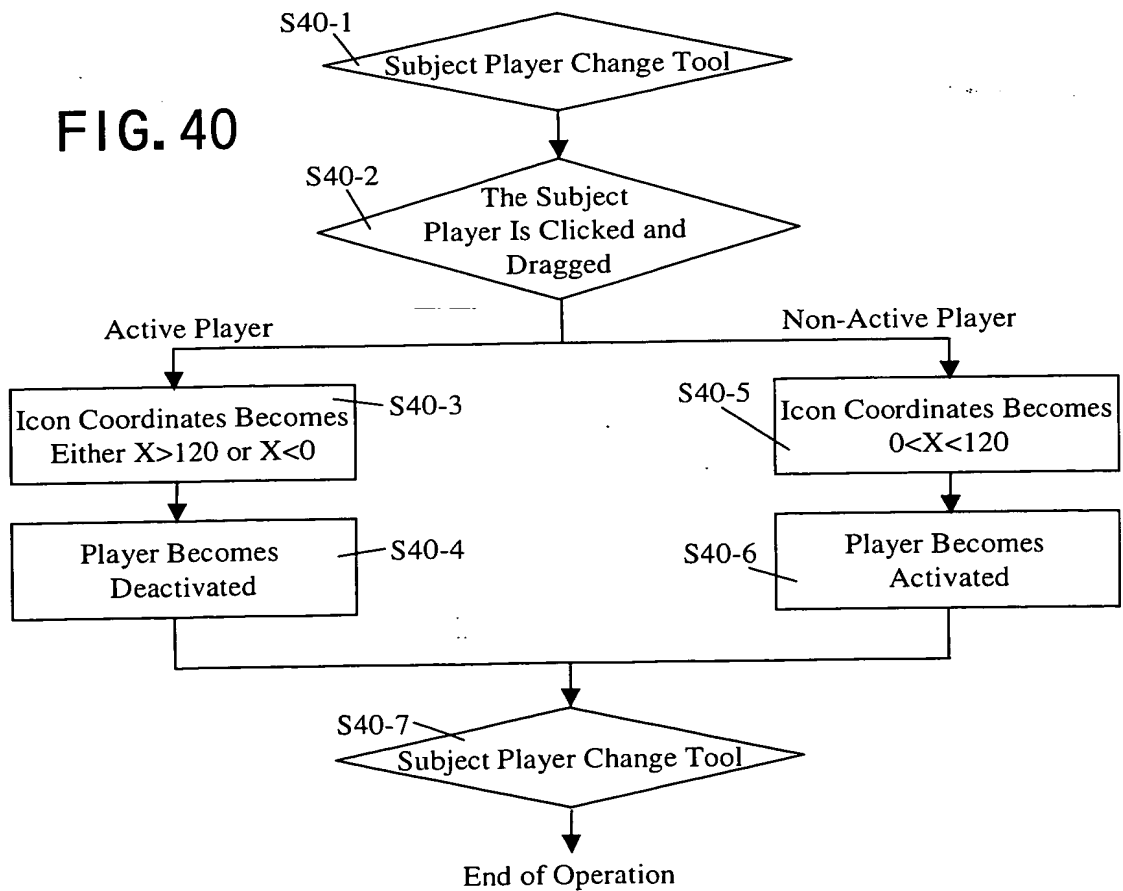 S40-1
Subject Player Change Tool
FIG. 40
S40-2
The Subject
Player Is Clicked and
Dragged
Active Player
Non-Active Player
Icon Coordinates Becomes
Either X>120 or X<0
S40-3
S40-5
Icon Coordinates Becomes
0<X<120
Player Becomes
Deactivated
S40-4
S40-6
Player Becomes
Activated
S40-7
Subject Player Change Tool
End of Operation